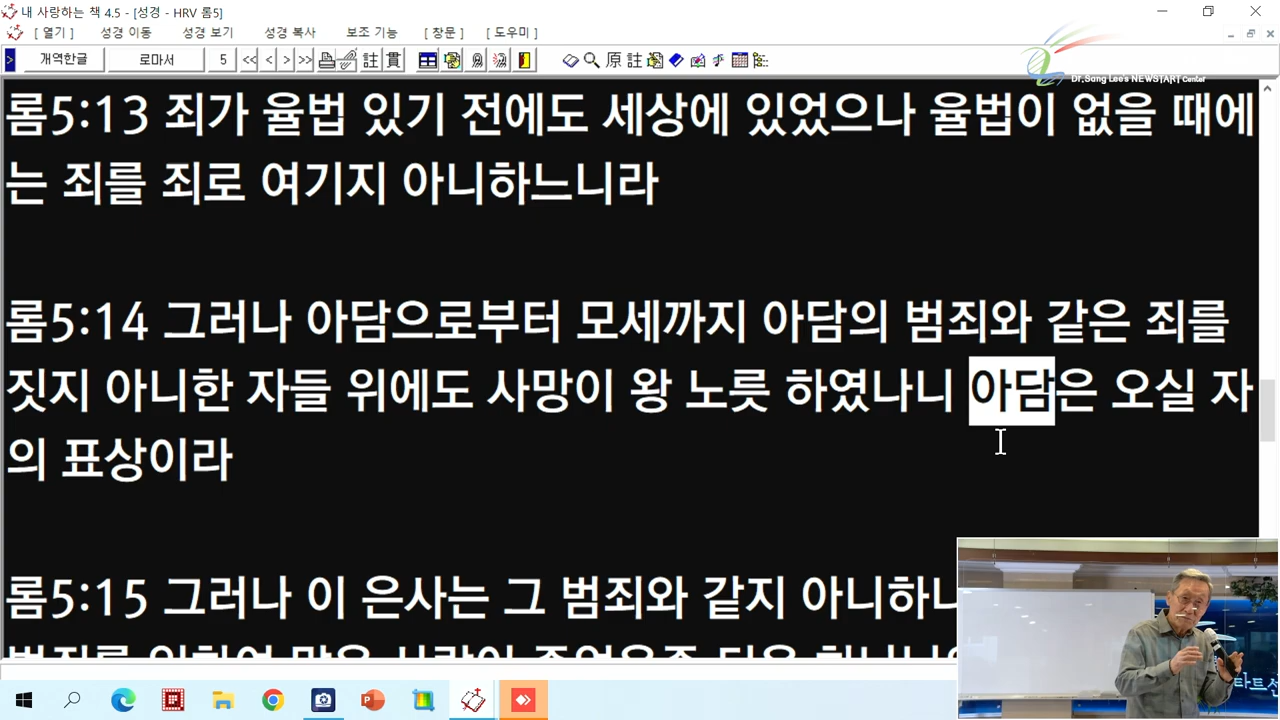 내 사랑하는 책 4.5 - [성경 - HRV 롬5]
[ 열기 ] 성경 이동 성경 보기 성경 복사 보조 기능 [ 창문 ] [ 도우미 ]
개역한글 로마서 5 << < > >> 註 貫 原 註
Dr.Sang Lee's NEWSTART Center
롬5:13 죄가 율법 있기 전에도 세상에 있었으나 율법이 없을 때에
는 죄를 죄로 여기지 아니하느니라
롬5:14 그러나 아담으로부터 모세까지 아담의 범죄와 같은 죄를
짓지 아니한 자들 위에도 사망이 왕 노릇 하였나니 아담은 오실 자
의 표상이라
롬5:15 그러나 이 은사는 그 범죄와 같지 아니하니